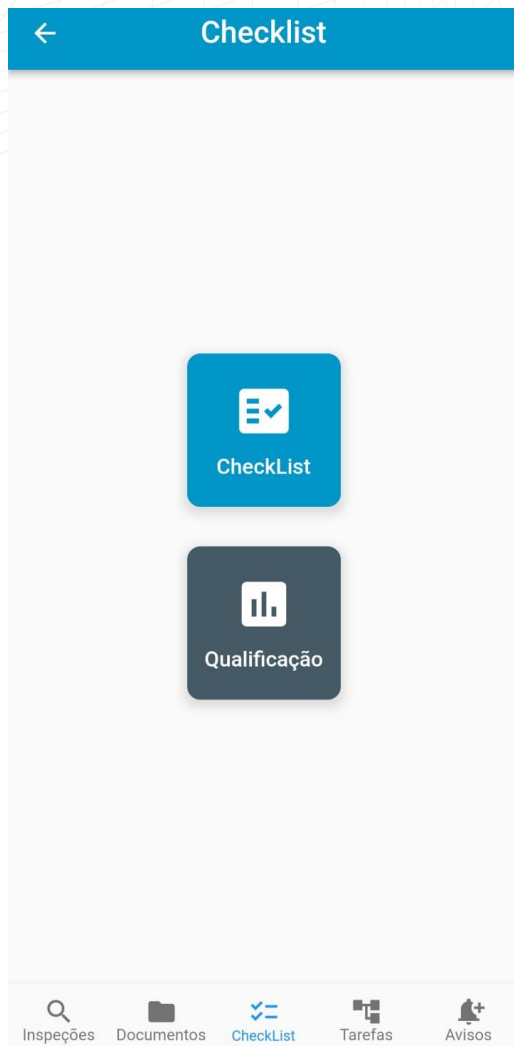 Checklist
CheckList
Qualificação
Inspeções Documentos CheckList Tarefas Avisos